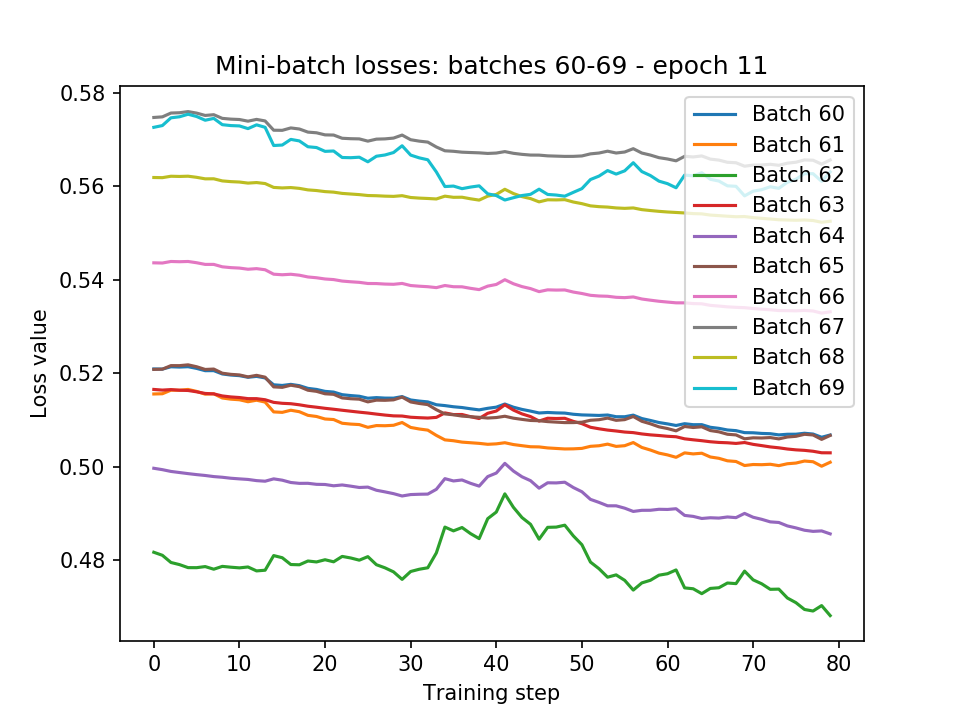 Mini-batch losses: batches 60-69 - epoch 11
0.58
0.56
0.54
0.52
0.50
0.48
Loss value
0
10
20
30
40
50
60
70
80
Training step
Batch 60
Batch 61
Batch 62
Batch 63
Batch 64
Batch 65
Batch 66
Batch 67
Batch 68
Batch 69